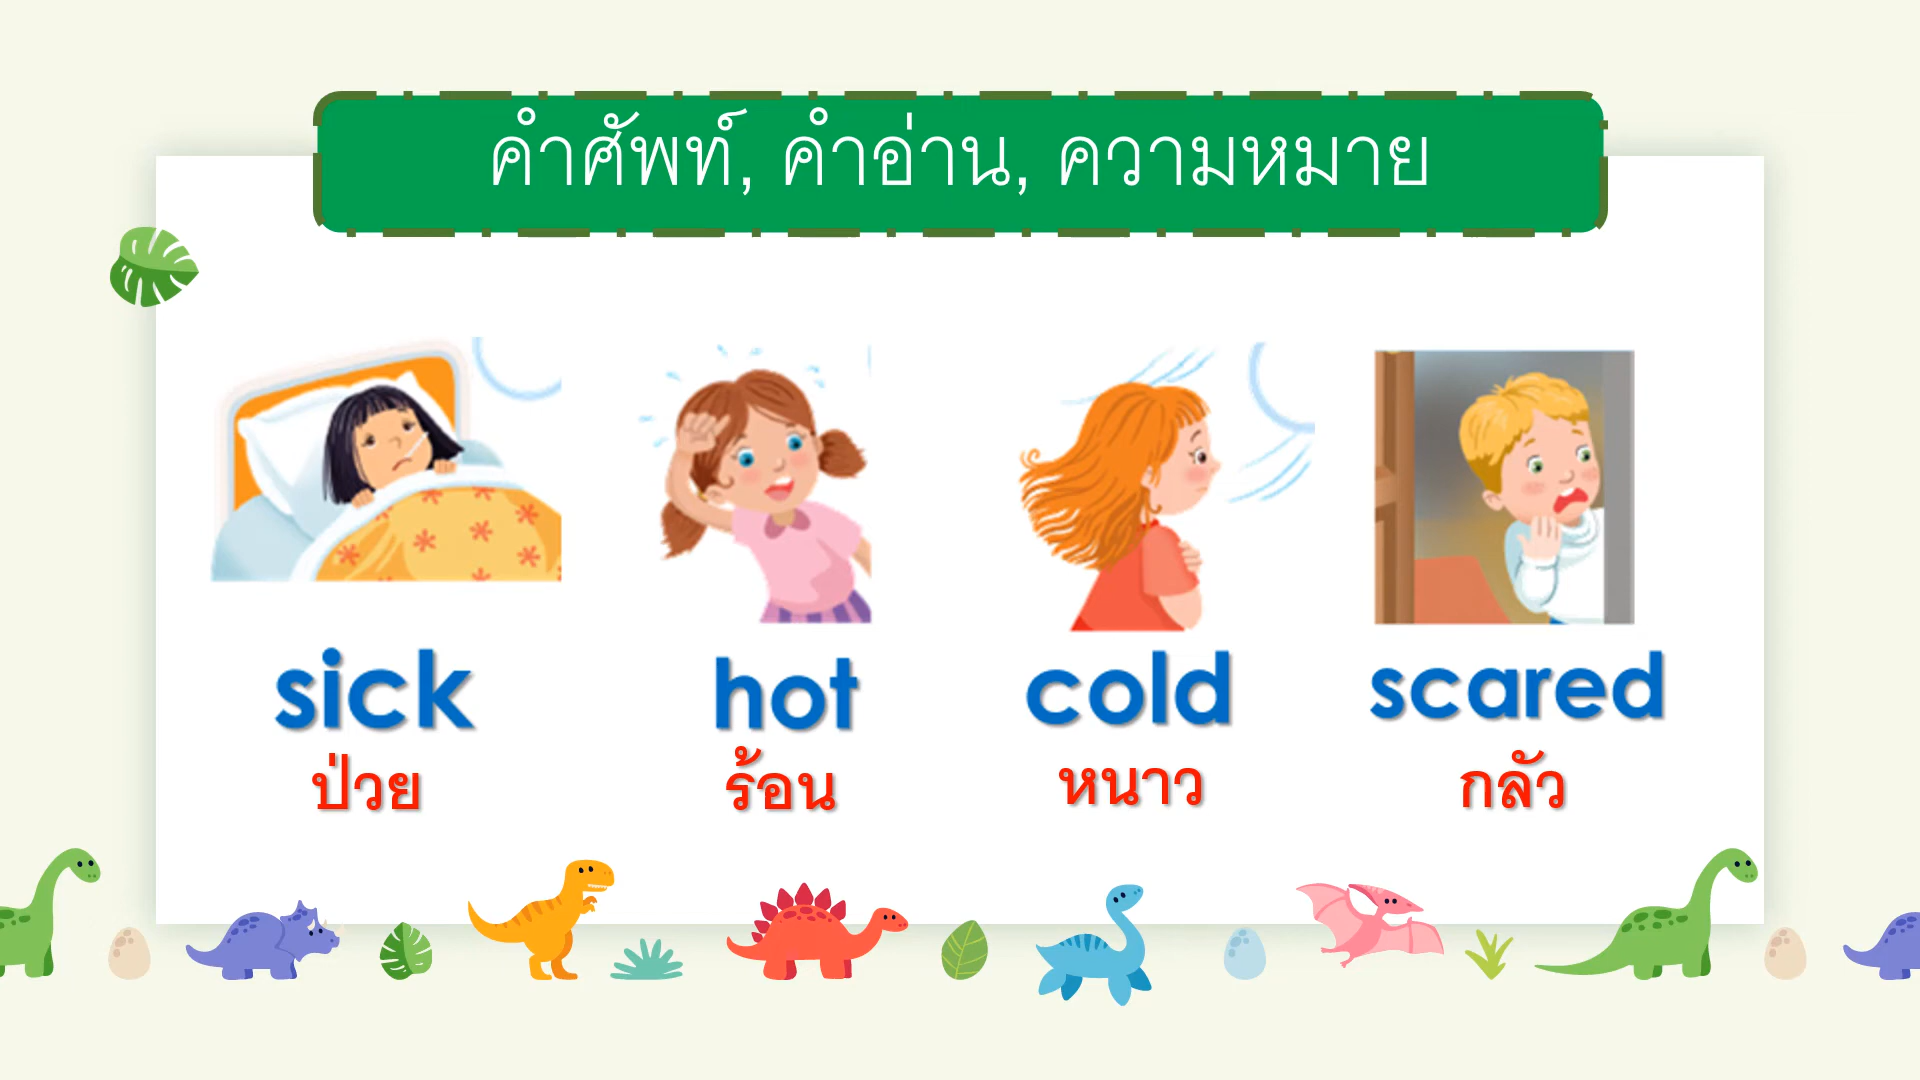 คำศัพท์, คำอ่าน, ความหมาย
sick hot cold scared
ป่วย ร้อน หนาว กลัว